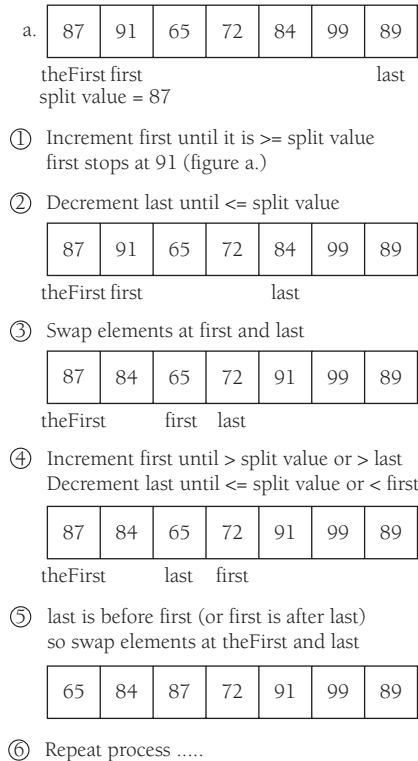 a. 87 91 65 72 84 99 89
theFirst first last
split value = 87
① Increment first until it is >= split value
first stops at 91 (figure a.)
② Decrement last until <= split value
87 91 65 72 84 99 89
theFirst first last
③ Swap elements at first and last
87 84 65 72 91 99 89
theFirst first last
④ Increment first until > split value or > last
Decrement last until <= split value or < first
87 84 65 72 91 99 89
theFirst last first
⑤ last is before first (or first is after last)
so swap elements at theFirst and last
65 84 87 72 91 99 89
⑥ Repeat process .....